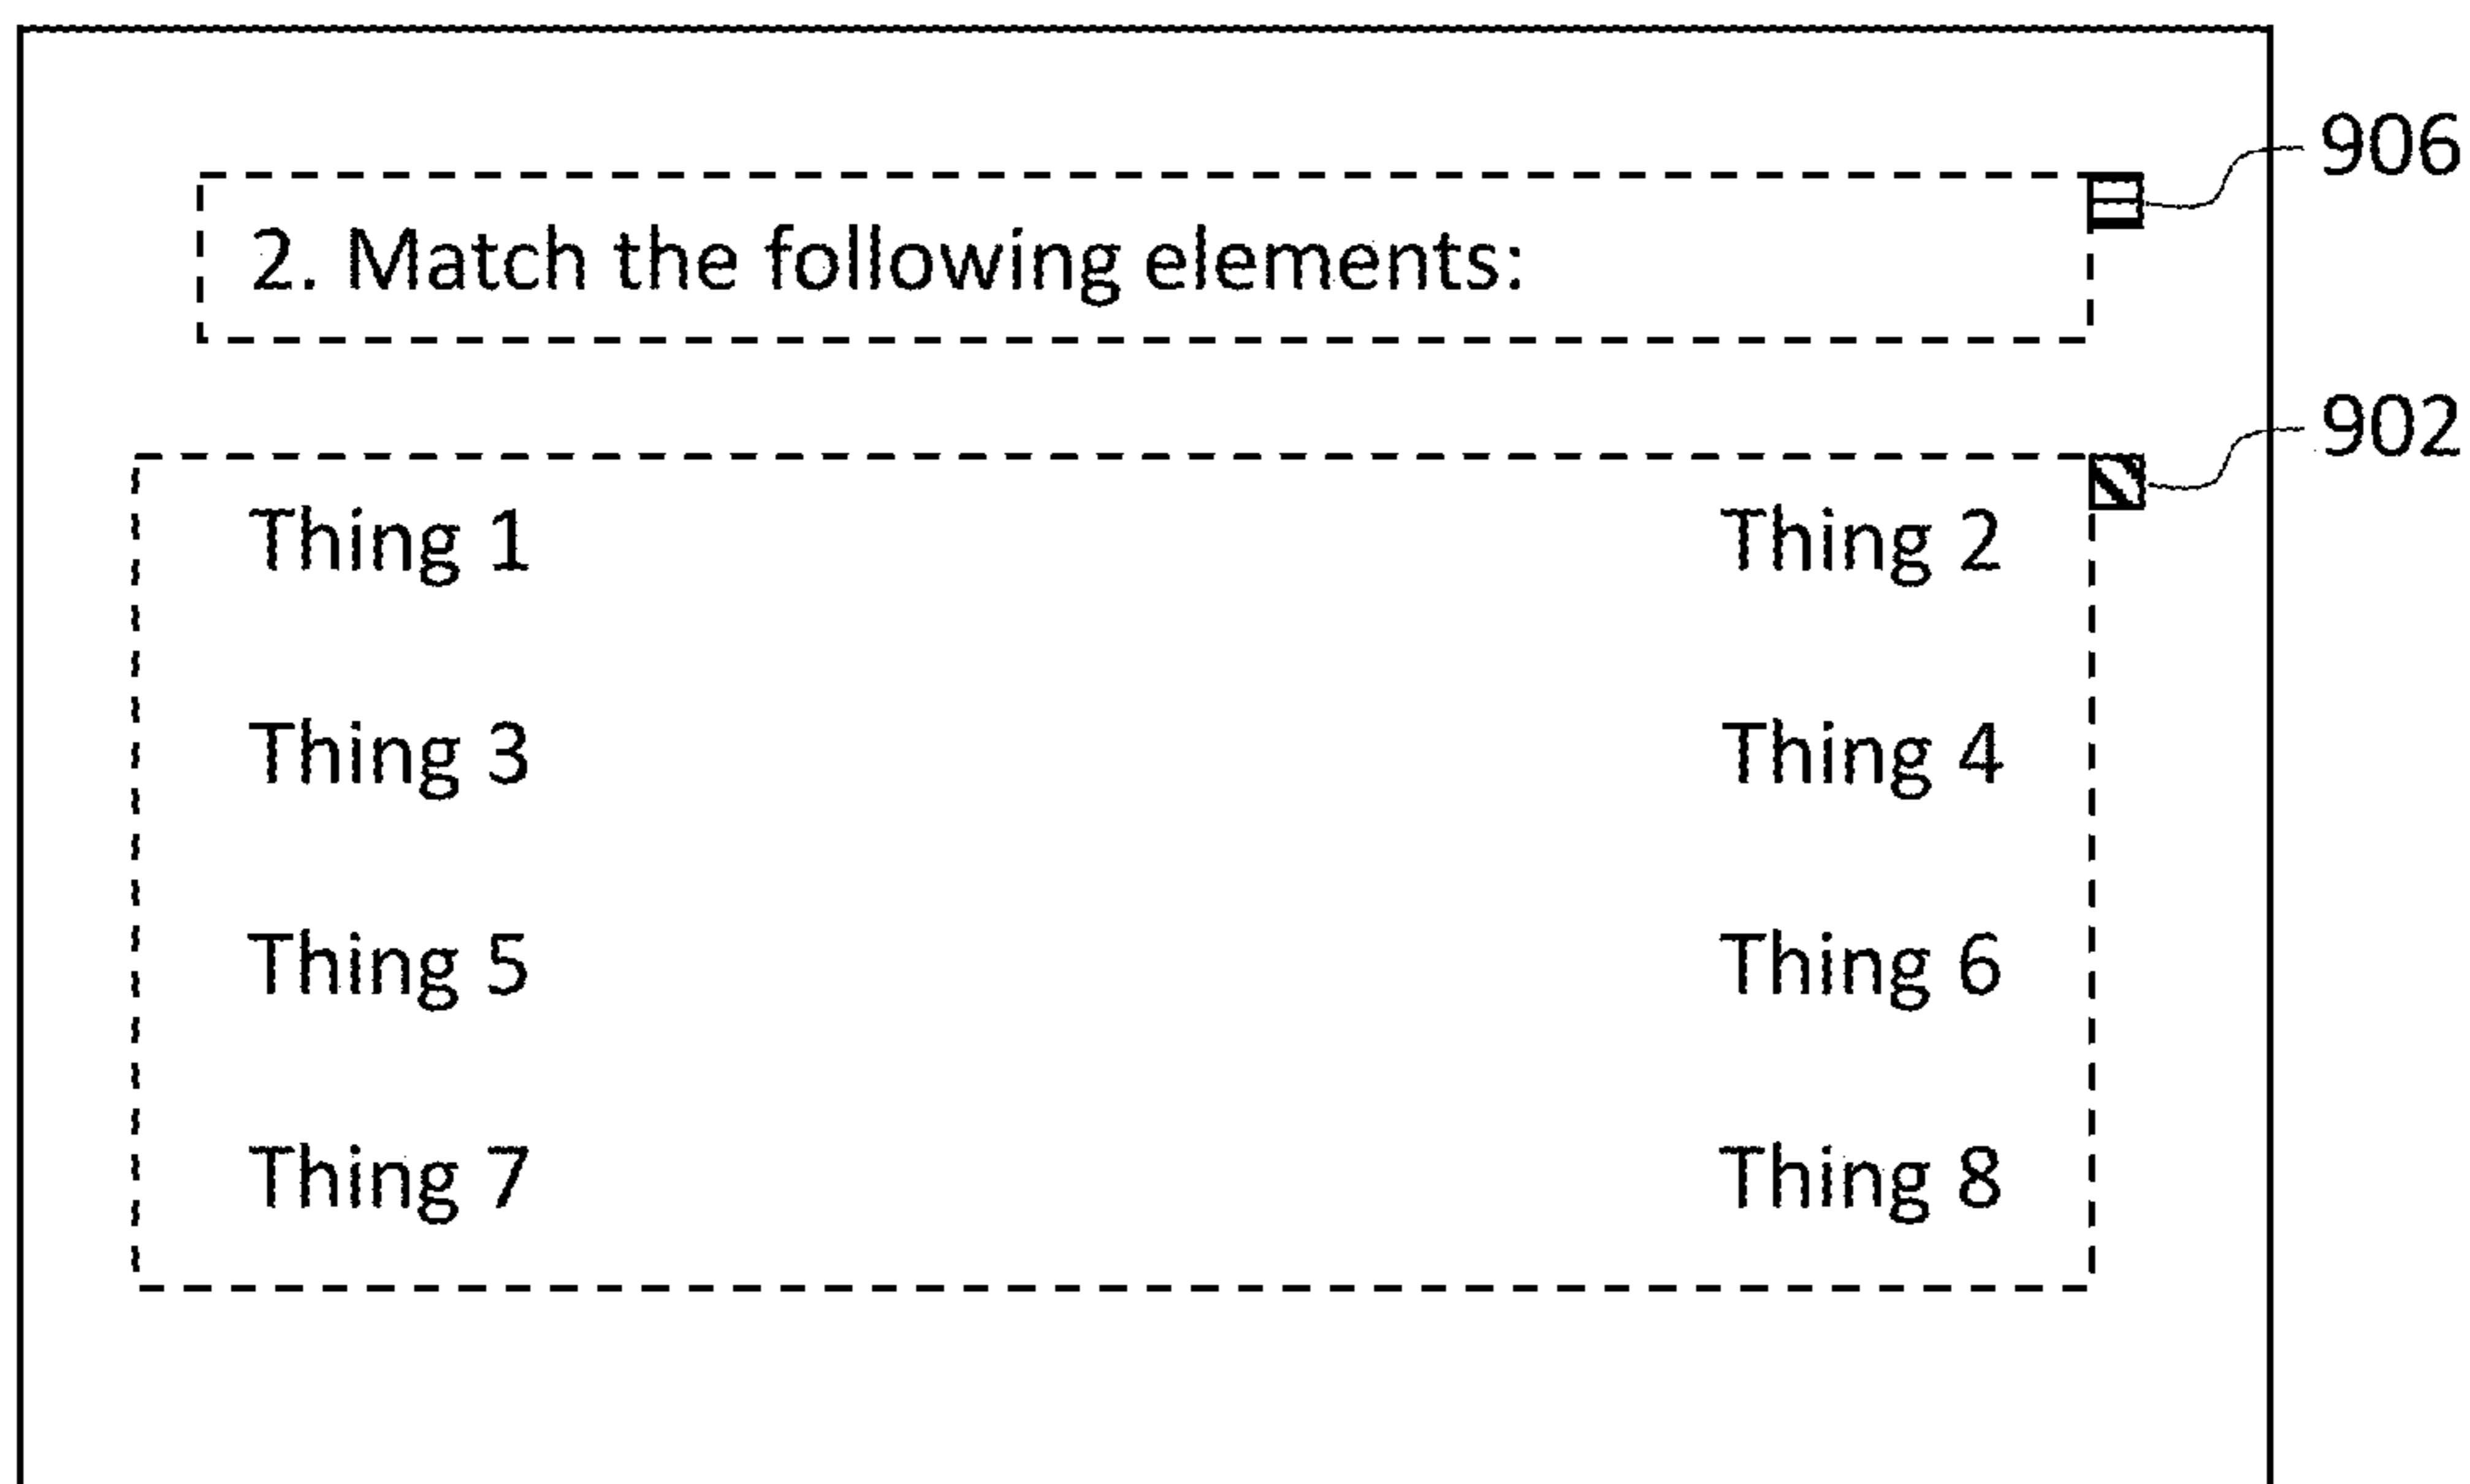 906
2. Match the following elements:
902
Thing 1 Thing 2
Thing 3 Thing 4
Thing 5 Thing 6
Thing 7 Thing 8